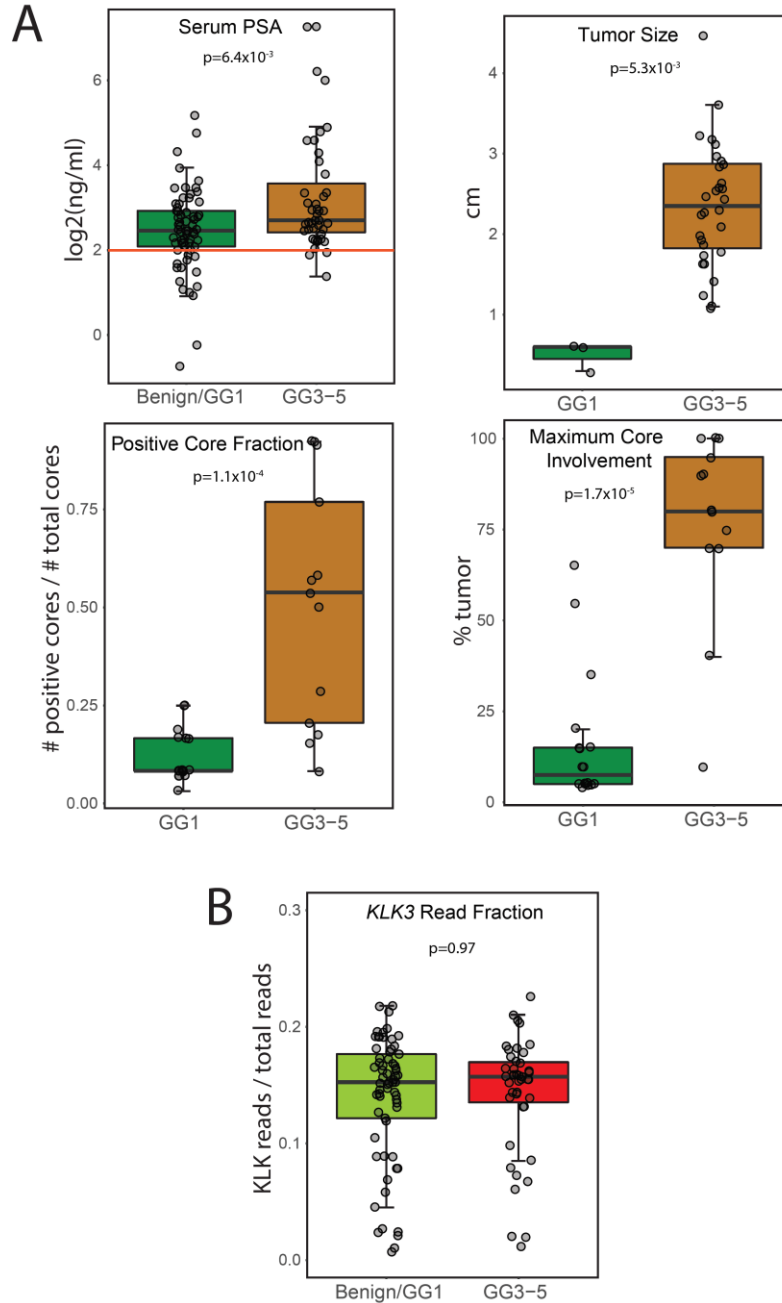 A
Serum PSA
p=6.4x10⁻³
log2(ng/ml)
6
4
2
0
Benign/GG1
GG3−5
Tumor Size
p=5.3x10⁻³
cm
4
3
2
1
GG1
GG3−5
Positive Core Fraction
p=1.1x10⁻⁴
# positive cores / # total cores
0.75
0.50
0.25
0.00
GG1
GG3−5
Maximum Core
Involvement
p=1.7x10⁻⁵
% tumor
100
75
50
25
0
GG1
GG3−5
B
KLK3 Read Fraction
p=0.97
KLK reads / total reads
0.3
0.2
0.1
0.0
Benign/GG1
GG3−5